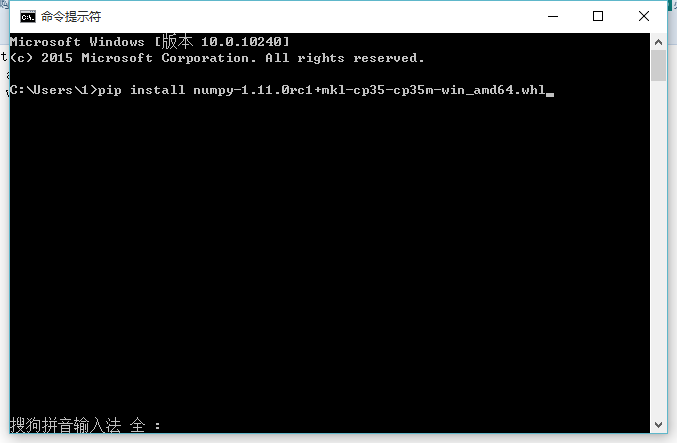 命令提示符
Microsoft Windows [版本 10.0.10240]
(c) 2015 Microsoft Corporation. All rights reserved.
C:\Users\1>pip install numpy-1.11.0rc1+mkl-cp35-cp35m-win_amd64.whl
搜狗拼音输入法 全 :